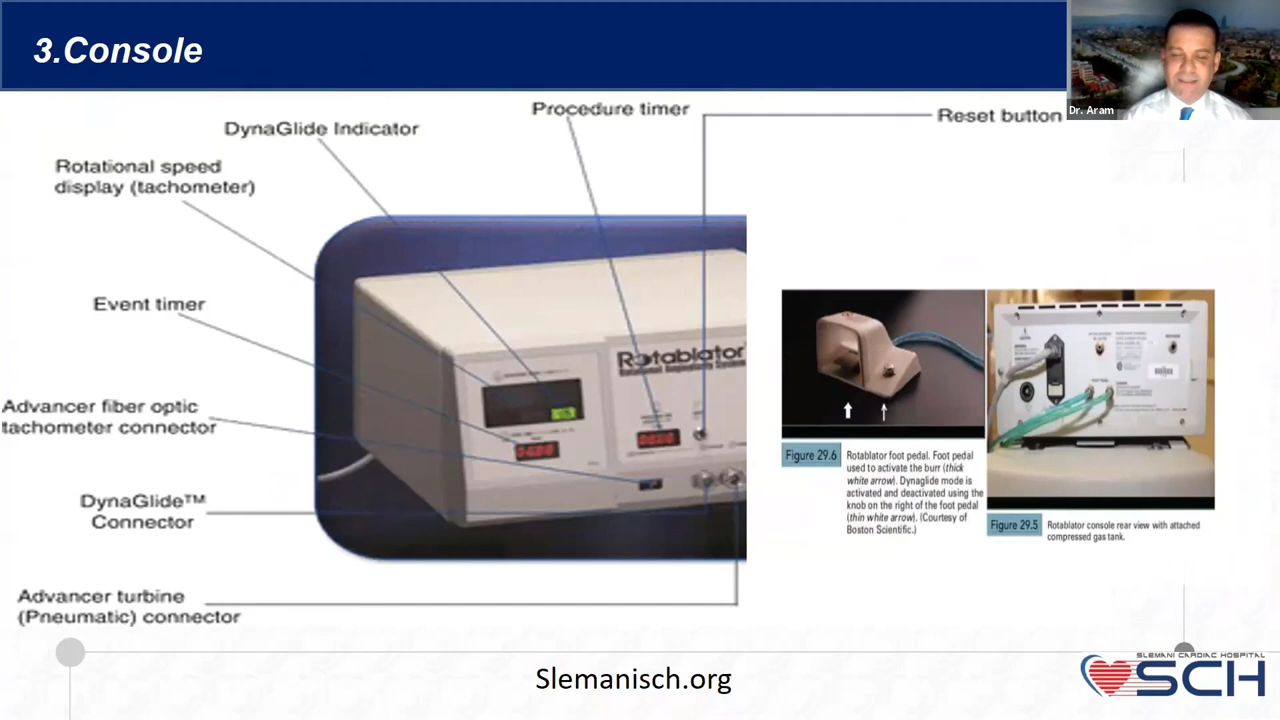 3.Console
Dr. Aram
Procedure timer
Reset button
DynaGlide Indicator
Rotational speed
display (tachometer)
Event timer
Advancer fiber optic
tachometer connector
DynaGlide™
Connector
Advancer turbine
(Pneumatic) connector
Rotablator
Rotational Angioplasty System
Figure 29.6
Rotablator foot pedal. Foot pedal
used to activate the burr (thick
white arrow). Dynaglide mode is
activated and deactivated using the
knob on the right of the foot pedal
(thin white arrow). (Courtesy of
Boston Scientific.)
Figure 29.5
Rotablator console rear view with attached
compressed gas tank.
Slemanisch.org
SLEMANI CARDIAC HOSPITAL
SCH